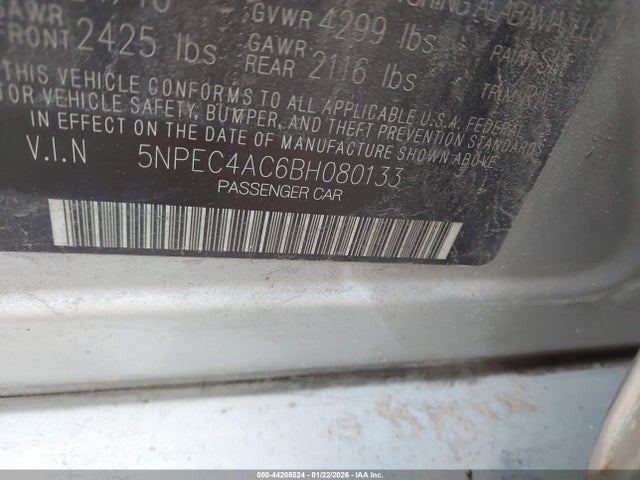 GVWR 4299 lbs
FRONT 2425 lbs
GAWR
REAR 2116 lbs
THIS VEHICLE CONFORMS TO ALL APPLICABLE U.S.A. FEDERAL
MOTOR VEHICLE SAFETY, BUMPER, AND THEFT PREVENTION STANDARDS
IN EFFECT ON THE DATE OF MANUFACTURE SHOWN ABOVE.
V.I.N 5NPEC4AC6BH080133
PASSENGER CAR
000-44208524 - 01/22/2026 - IAA Inc.